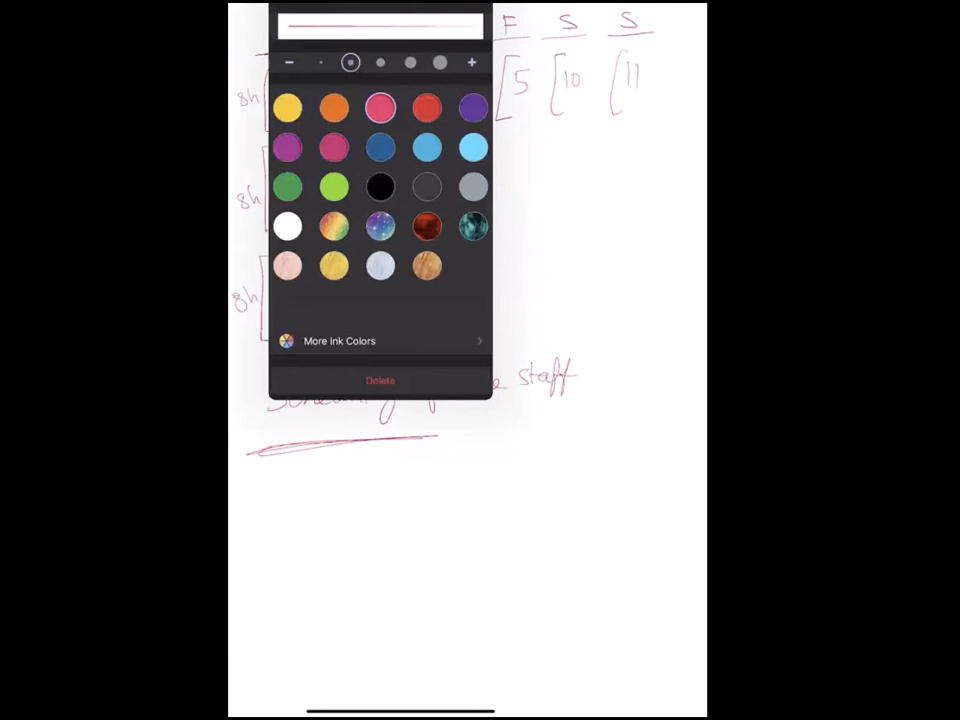 F S S
8h [5 [10 [11
8h
8h
More Ink Colors
Delete
staff